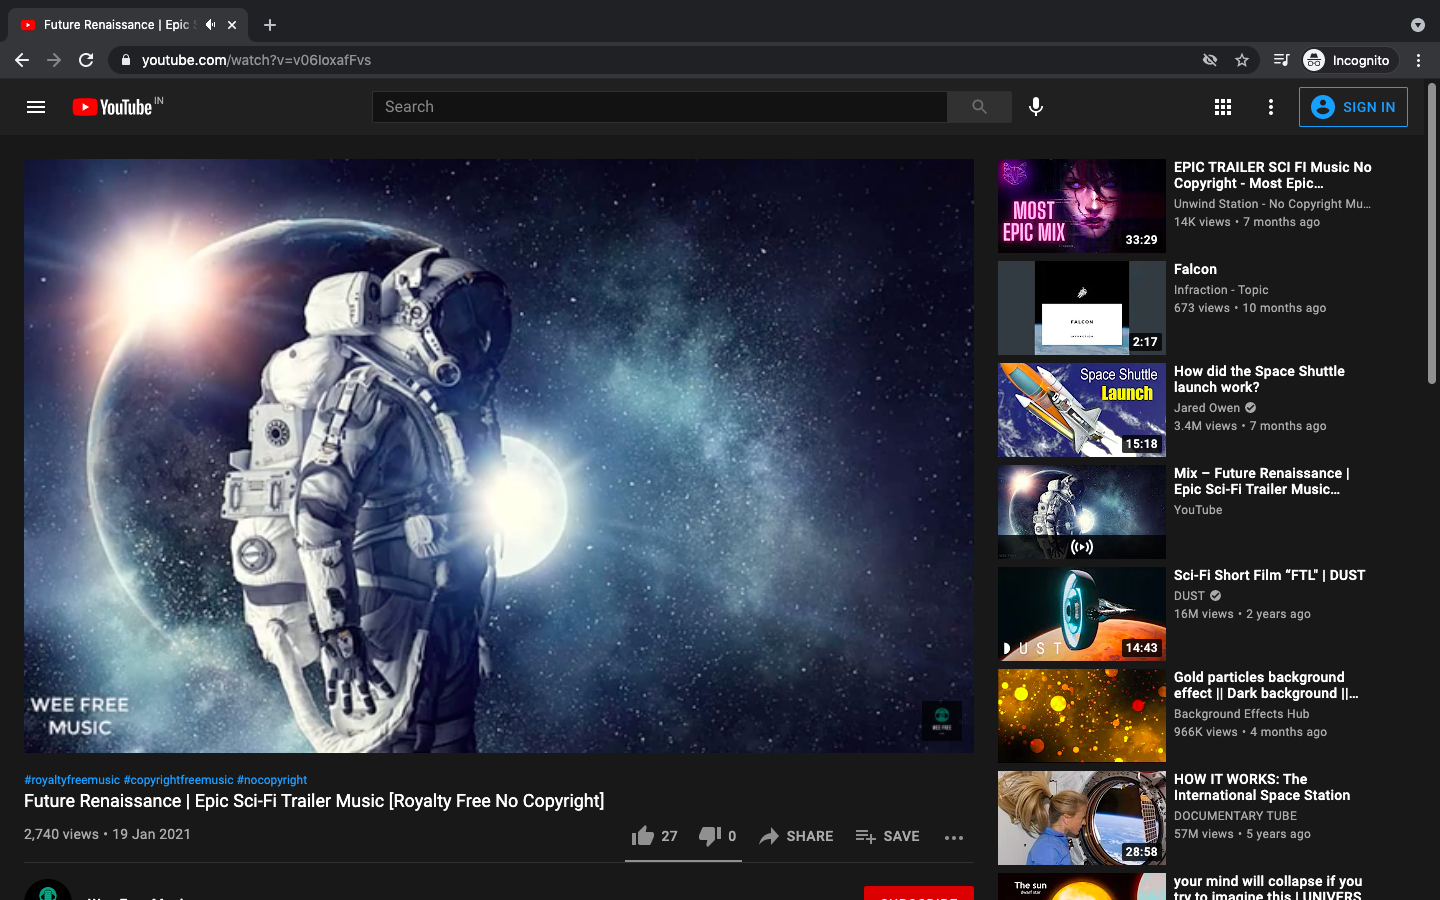 Future Renaissance | Epic
youtube.com/watch?v=v06IoxafFvs
Incognito
YouTube IN
Search
SIGN IN
WEE FREE
MUSIC
WEE FREE
#royaltyfreemusic #copyrightfreemusic #nocopyright
Future Renaissance | Epic Sci-Fi Trailer Music [Royalty Free No Copyright]
2,740 views • 19 Jan 2021
27
0
SHARE
SAVE
SUBSCRIBE
MOST
EPIC MIX
33:29
EPIC TRAILER SCI FI Music No
Copyright - Most Epic...
Unwind Station - No Copyright Mu...
14K views • 7 months ago
FALCON
INFRACTION
2:17
Falcon
Infraction - Topic
673 views • 10 months ago
Space Shuttle
Launch
15:18
How did the Space Shuttle
launch work?
Jared Owen
3.4M views • 7 months ago
Mix – Future Renaissance |
Epic Sci-Fi Trailer Music...
YouTube
DUST
14:43
Sci-Fi Short Film “FTL" | DUST
DUST
16M views • 2 years ago
Gold particles background
effect || Dark background ||...
Background Effects Hub
966K views • 4 months ago
28:58
HOW IT WORKS: The
International Space Station
DOCUMENTARY TUBE
57M views • 5 years ago
The sun
dwarf star
your mind will collapse if you
try to imagine this | UNIVERS